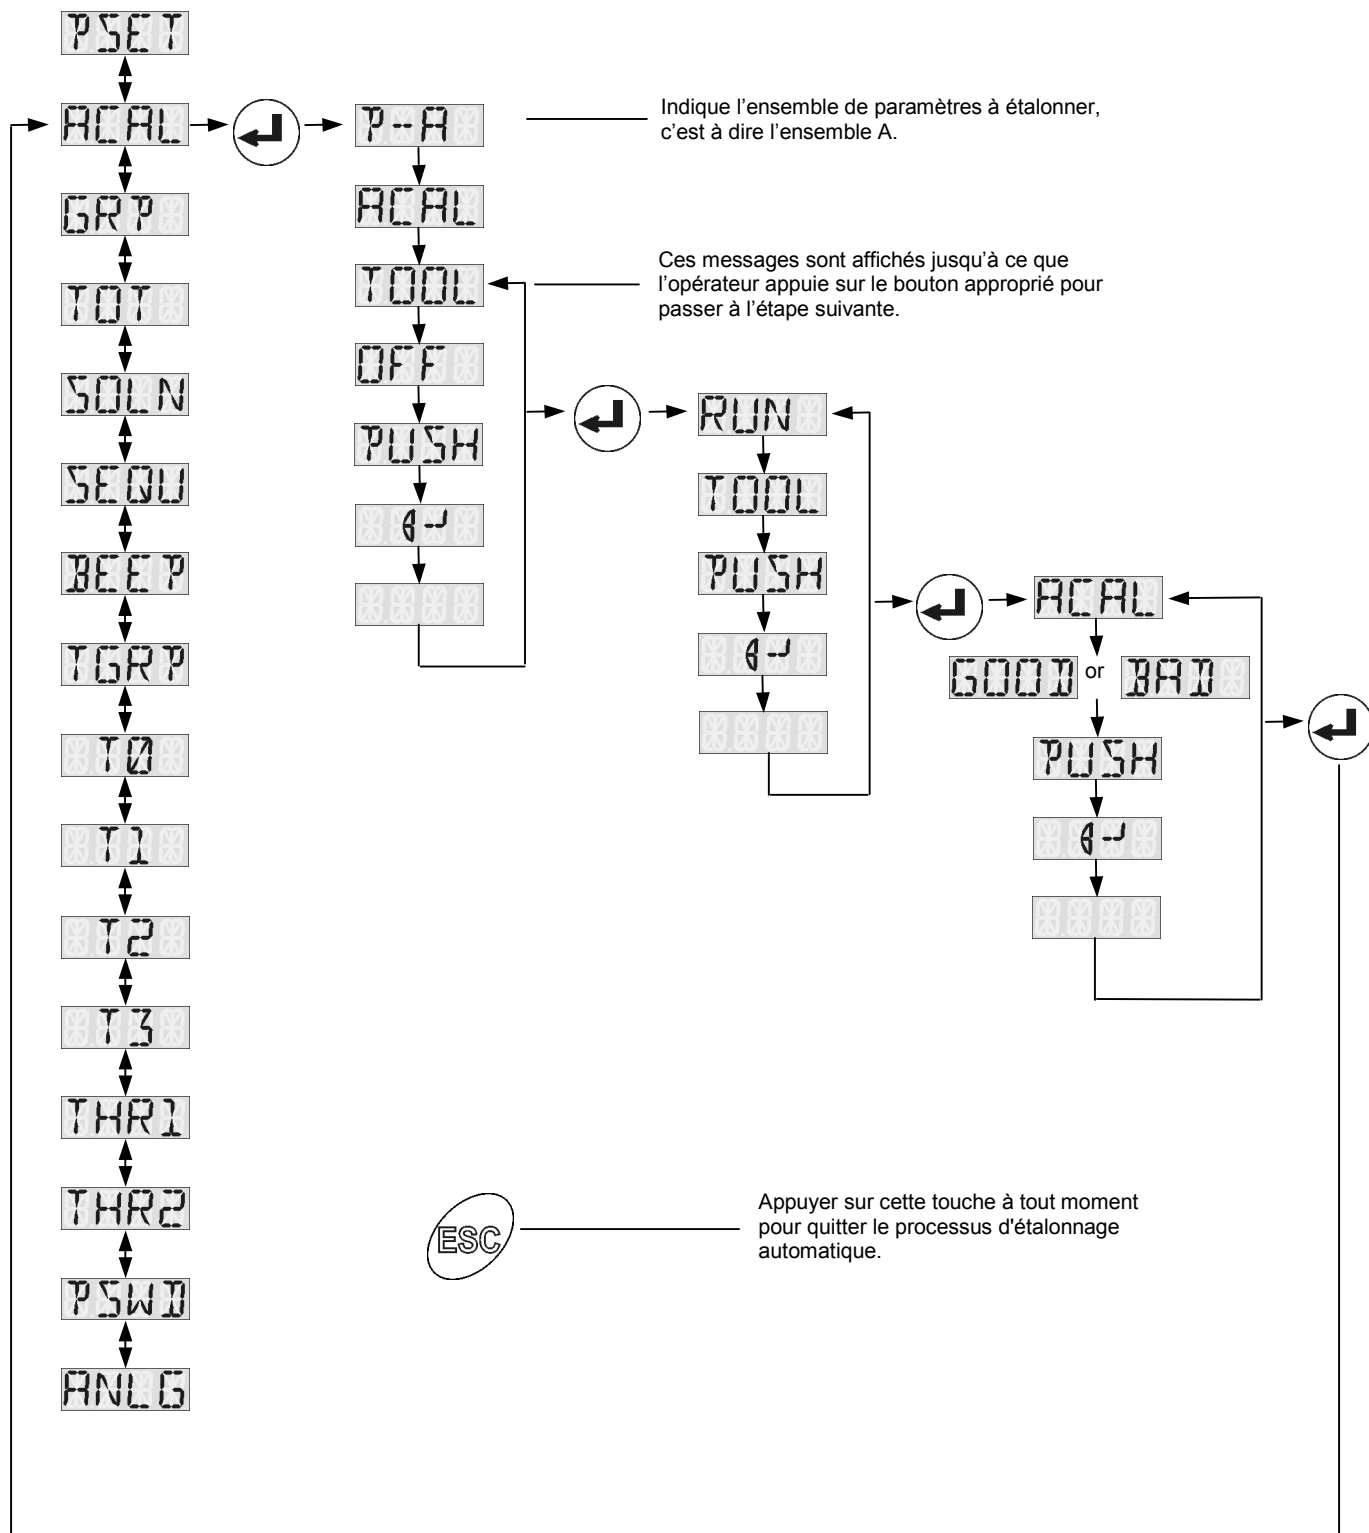 PSET
ACAL
GRP
TOT
SOLN
SEQU
BEEP
TGRP
T0
T1
T2
T3
THR1
THR2
PSWD
ANLG
P-A
ACAL
TOOL
OFF
PUSH
Indique l’ensemble de paramètres à étalonner,
c’est à dire l’ensemble A.
Ces messages sont affichés jusqu’à ce que
l’opérateur appuie sur le bouton approprié pour
passer à l’étape suivante.
RUN
TOOL
PUSH
ACAL
GOOD or BAD
PUSH
ESC
Appuyer sur cette touche à tout moment
pour quitter le processus d'étalonnage
automatique.